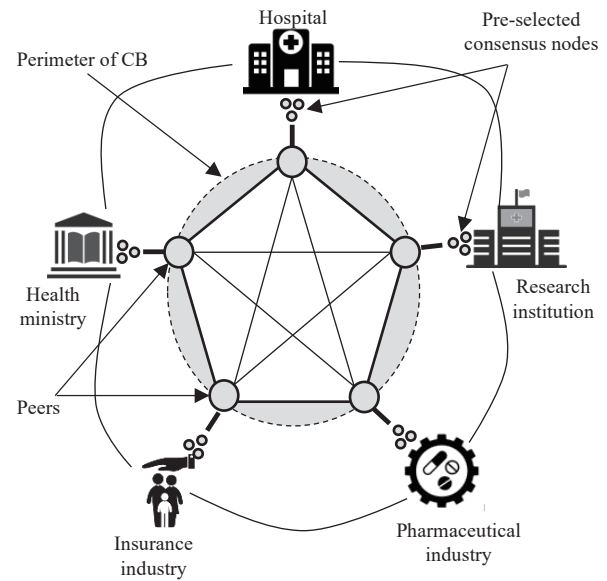 Hospital
Pre-selected
consensus nodes
Perimeter of CB
Health
ministry
Research
institution
Peers
Insurance
industry
Pharmaceutical
industry